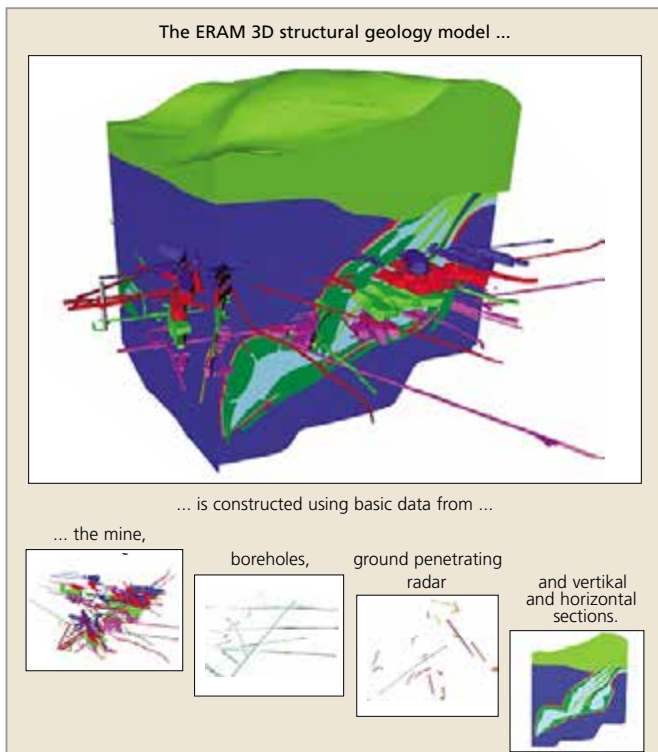 The ERAM 3D structural geology model ...
... is constructed using basic data from ...
... the mine,
boreholes,
ground penetrating
radar
and vertikal
and horizontal
sections.